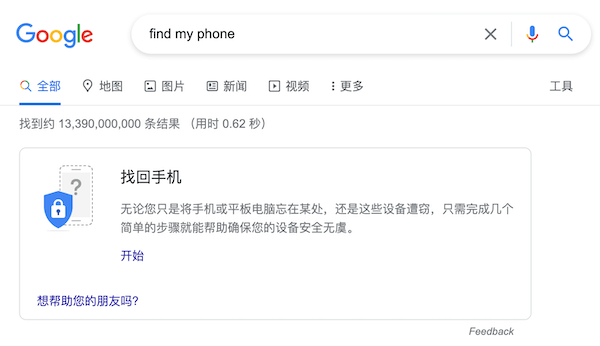 Google
find my phone
全部 地图 图片 新闻 视频 更多 工具
找到约 13,390,000,000 条结果 （用时 0.62 秒）
?
找回手机
无论您只是将手机或平板电脑忘在某处，还是这些设备遭窃，只需完成几个
简单的步骤就能帮助确保您的设备安全无虞。
开始
想帮助您的朋友吗?
Feedback